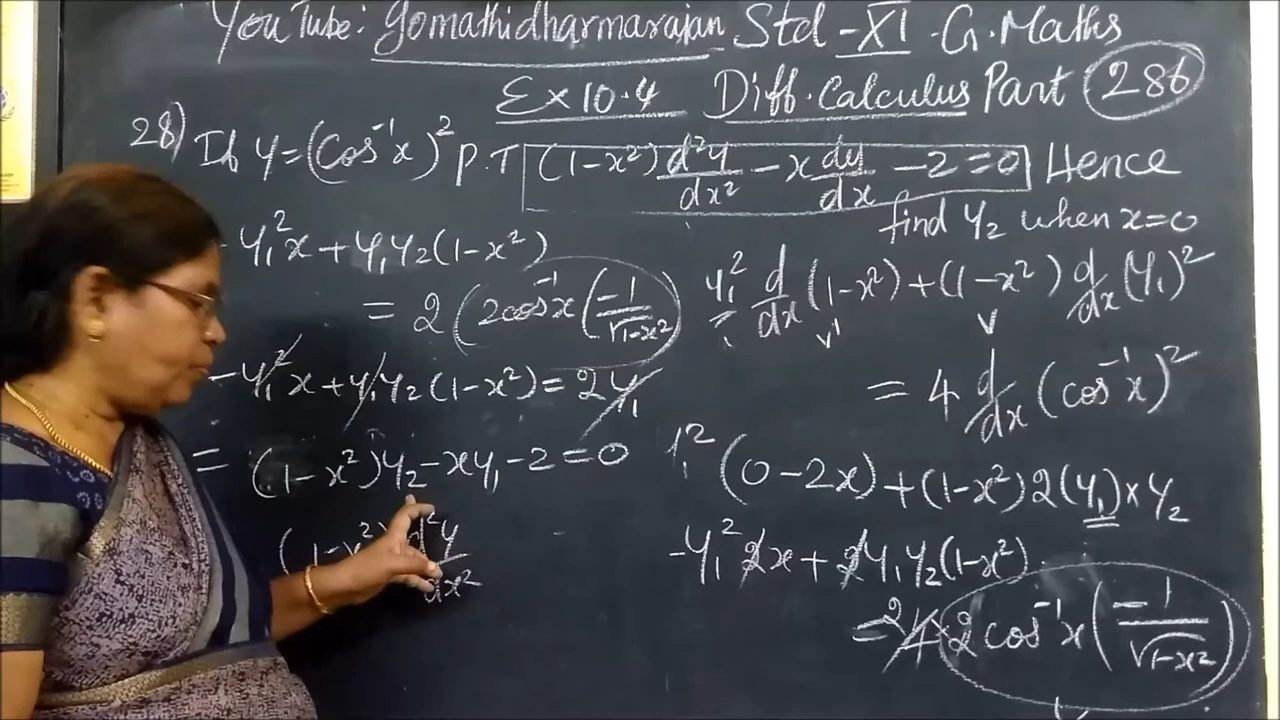 YouTube: gomathidharmarajan Std - XI . G. Maths
Ex 10.4 Diff. Calculus Part 286
28) If y = (cos⁻¹x)² P.T (1-x²) d²y/dx² - x dy/dx - 2 = 0 Hence
find y₂ when x=0
- y₁²x + y₁y₂(1-x²)
= 2 (2cos⁻¹x (-1/√1-x²)
- y₁²x + y₁y₂(1-x²) = 2y₁
= (1-x²)y₂ - xy₁ - 2 = 0
(1-x²) d²y/dx²
y₁² d/dx (1-x²) + (1-x²) d/dx (y₁)²
= 4 d/dx (cos⁻¹x)²
(0-2x) + (1-x²) 2(y₁) × y₂
- y₁² 2x + 2y₁y₂(1-x²)
= 2 4 2cos⁻¹x (-1/√1-x²)